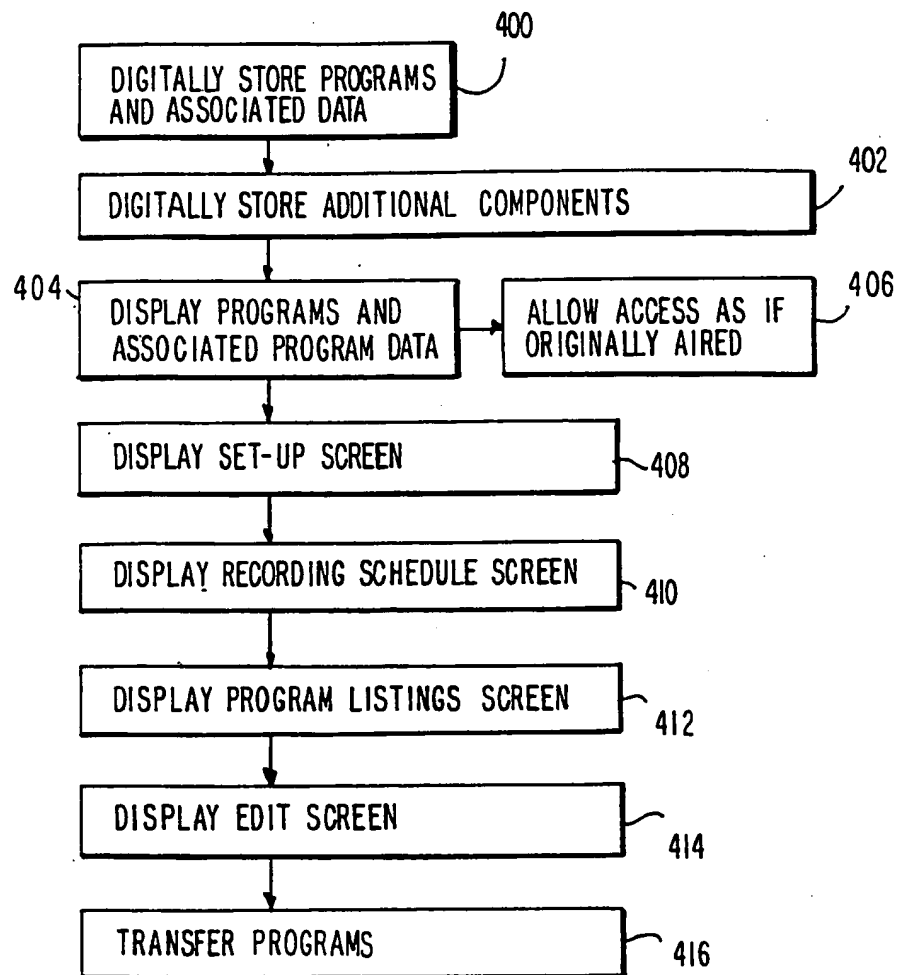 400
DIGITALLY STORE PROGRAMS
AND ASSOCIATED DATA
402
DIGITALLY STORE ADDITIONAL COMPONENTS
404
DISPLAY PROGRAMS AND
ASSOCIATED PROGRAM DATA
ALLOW ACCESS AS IF
ORIGINALLY AIRED
406
DISPLAY SET-UP SCREEN
408
DISPLAY RECORDING SCHEDULE SCREEN
410
DISPLAY PROGRAM LISTINGS SCREEN
412
DISPLAY EDIT SCREEN
414
TRANSFER PROGRAMS
416